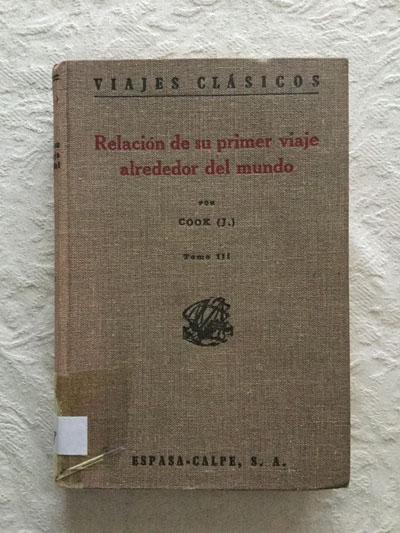 VIAJES CLÁSICOS
Relación de su primer viaje
alrededor del mundo
POR
COOK (J.)
Tomo III
ESPASA-CALPE, S. A.